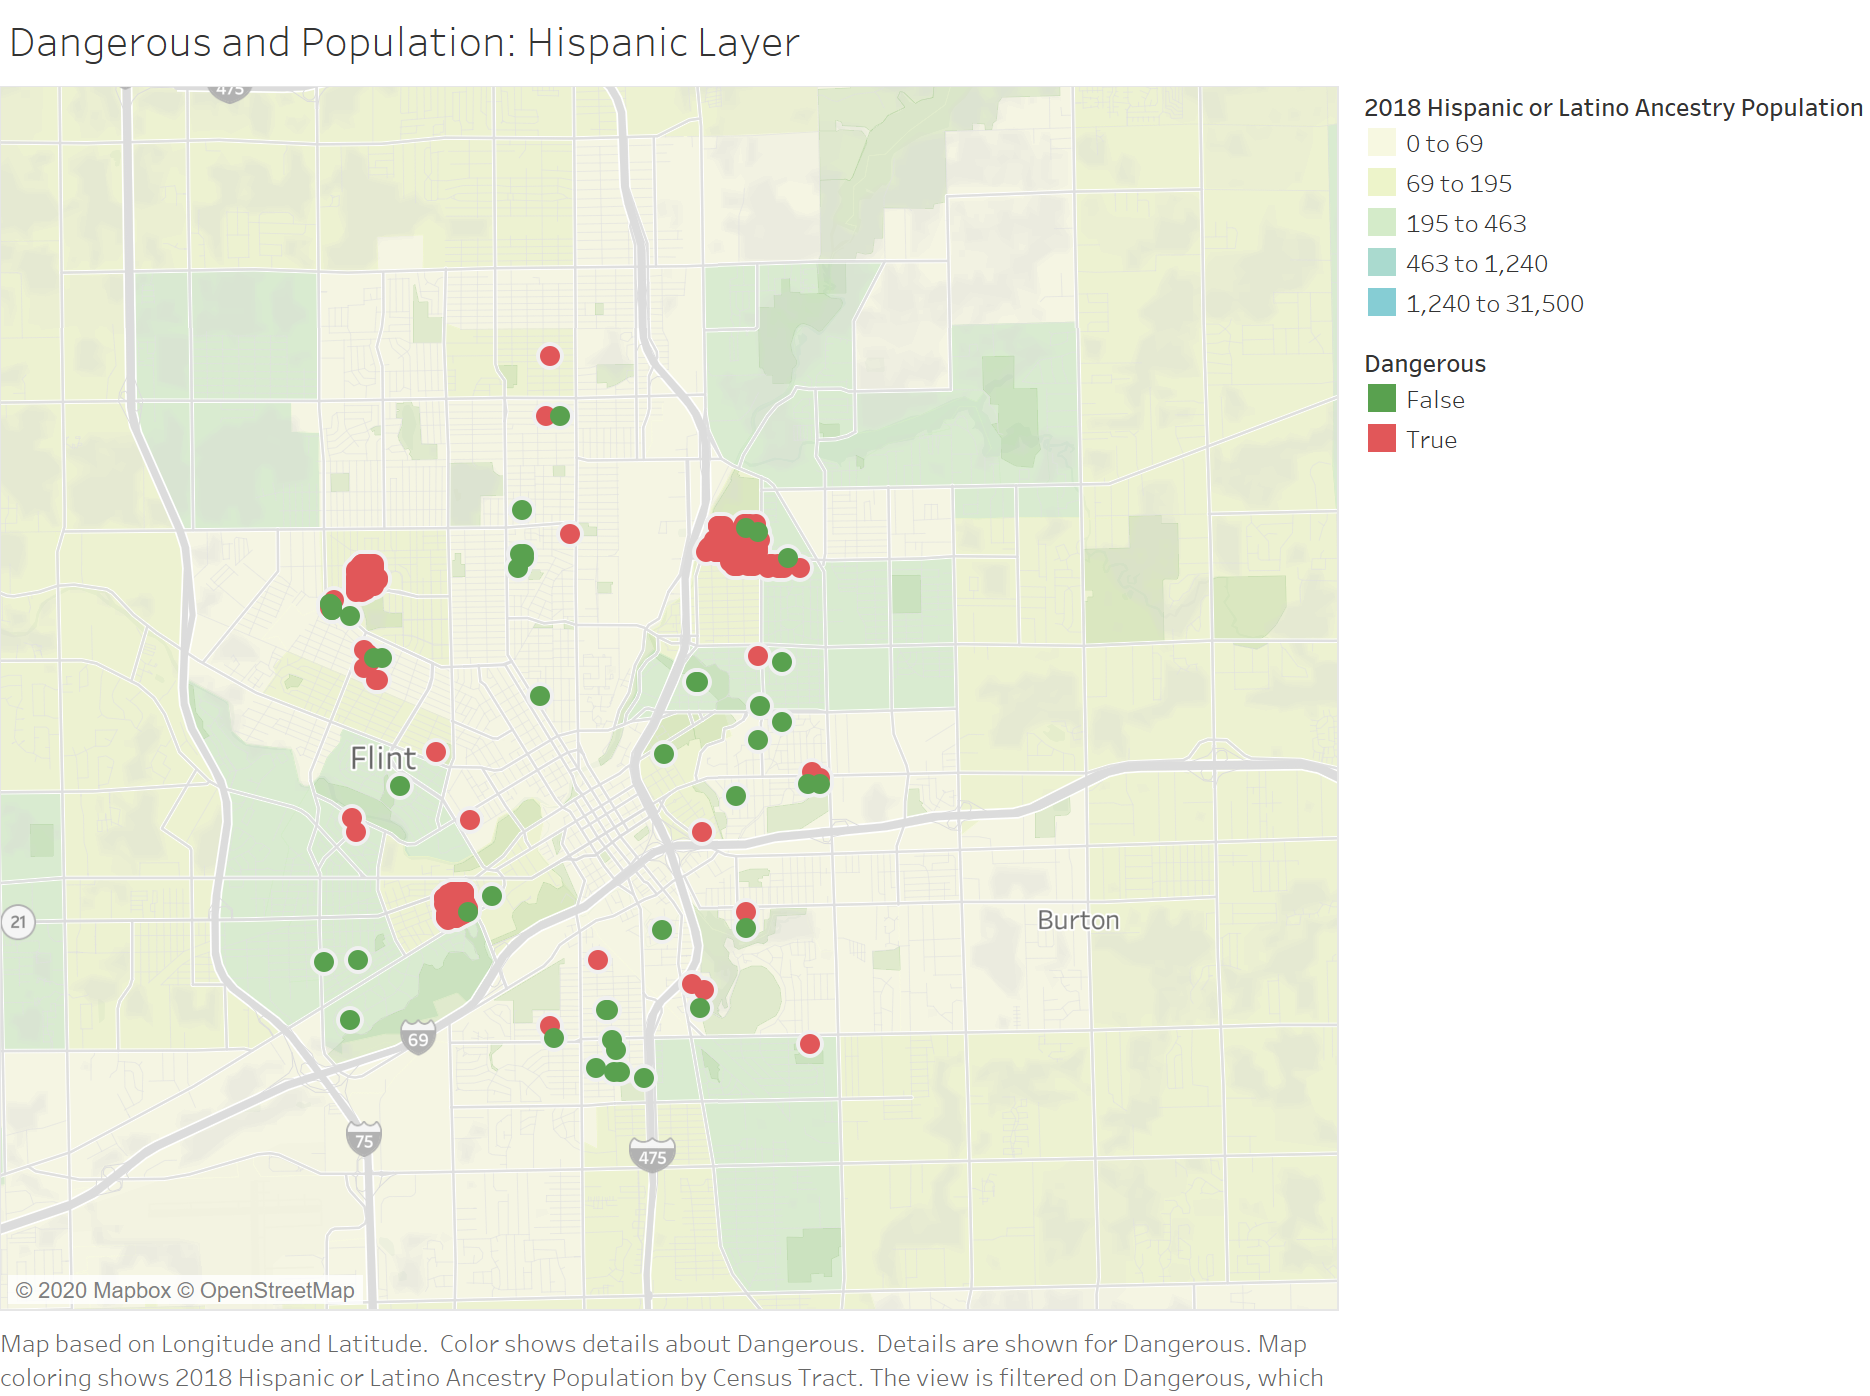 Dangerous and Population: Hispanic Layer
475
2018 Hispanic or Latino Ancestry Population
0 to 69
69 to 195
195 to 463
463 to 1,240
1,240 to 31,500
Dangerous
False
True
Flint
21
Burton
69
75
475
© 2020 Mapbox © OpenStreetMap
Map based on Longitude and Latitude.  Color shows details about Dangerous.  Details are shown for Dangerous. Map
coloring shows 2018 Hispanic or Latino Ancestry Population by Census Tract. The view is filtered on Dangerous, which